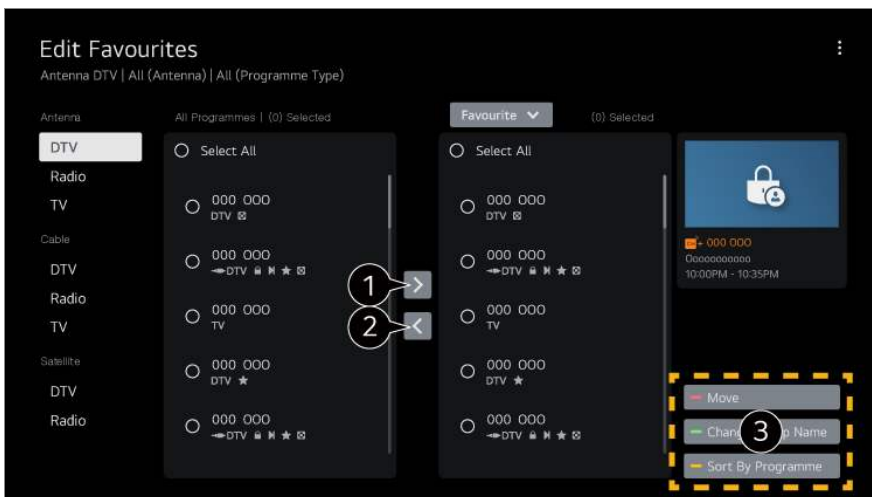 Edit Favourites
Antenna DTV | All (Antenna) | All (Programme Type)
Antenna
DTV
Radio
TV
Cable
DTV
Radio
TV
Satellite
DTV
Radio
All Programmes | (0) Selected
Select All
000 000
DTV
000 000
DTV
000 000
TV
000 000
DTV
000 000
DTV
1
2
Favourite
(0) Selected
Select All
000 000
DTV
000 000
DTV
000 000
TV
000 000
DTV
000 000
DTV
000 000
Oooooooooo
10:00PM - 10:35PM
Move
3
Name
Sort By Programme